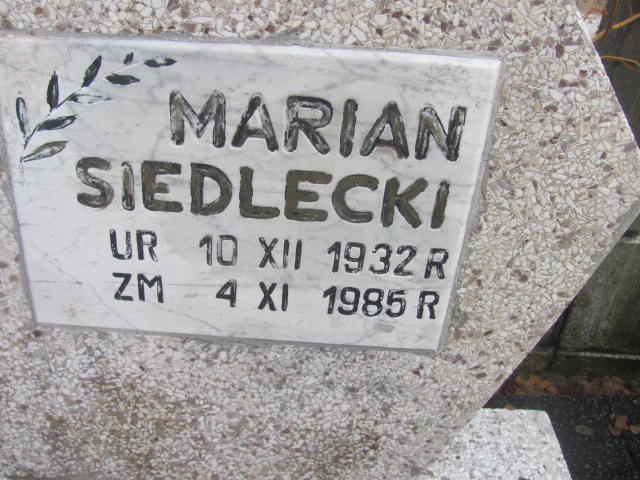 MARIAN
SIEDLECKI
UR 10 XII 1932 R
ZM 4 XI 1985 R